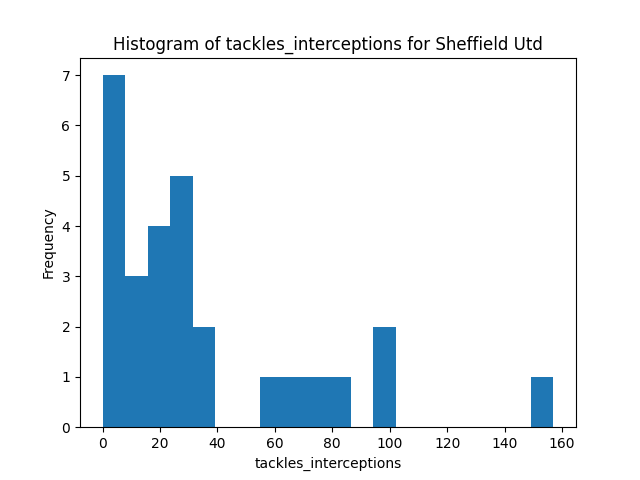 Histogram of tackles_interceptions for Sheffield Utd
7
6
5
4
3
2
1
0
Frequency
0 20 40 60 80 100 120 140 160
tackles_interceptions